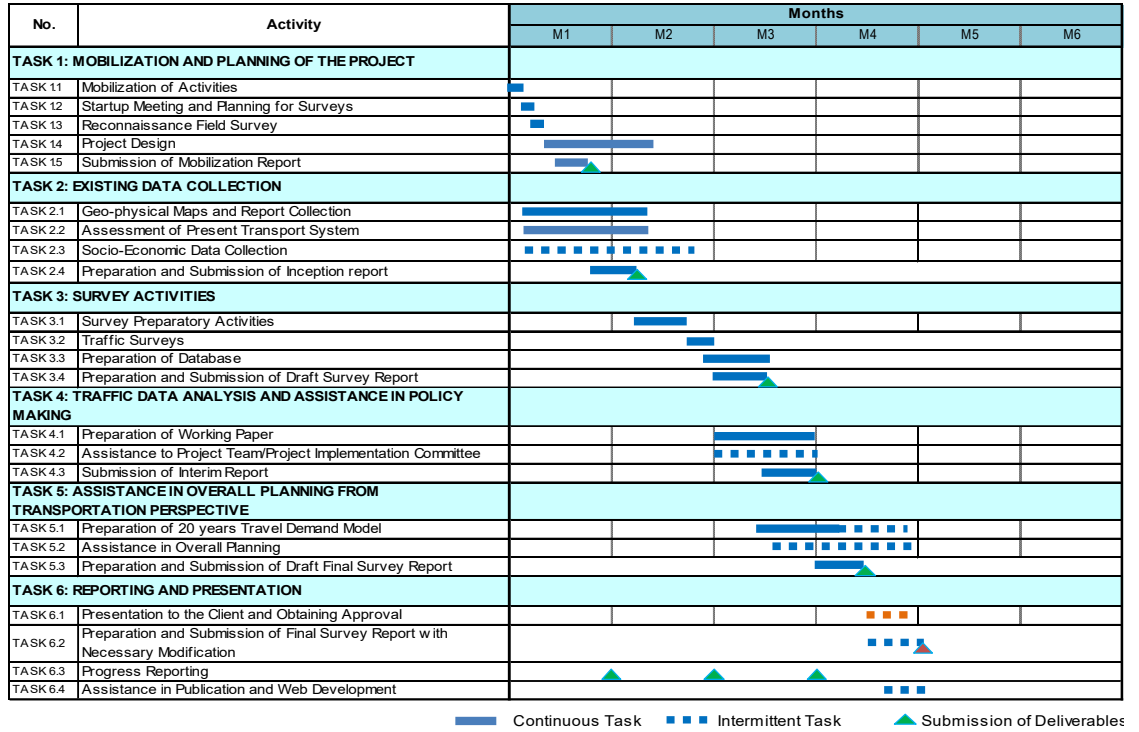 No. Activity Months
M1 M2 M3 M4 M5 M6
TASK 1: MOBILIZATION AND PLANNING OF THE PROJECT
TASK 1.1 Mobilization of Activities
TASK 1.2 Startup Meeting and Planning for Surveys
TASK 1.3 Reconnaissance Field Survey
TASK 1.4 Project Design
TASK 1.5 Submission of Mobilization Report
TASK 2: EXISTING DATA COLLECTION
TASK 2.1 Geo-physical Maps and Report Collection
TASK 2.2 Assessment of Present Transport System
TASK 2.3 Socio-Economic Data Collection
TASK 2.4 Preparation and Submission of Inception report
TASK 3: SURVEY ACTIVITIES
TASK 3.1 Survey Preparatory Activities
TASK 3.2 Traffic Surveys
TASK 3.3 Preparation of Database
TASK 3.4 Preparation and Submission of Draft Survey Report
TASK 4: TRAFFIC DATA ANALYSIS AND ASSISTANCE IN POLICY
MAKING
TASK 4.1 Preparation of Working Paper
TASK 4.2 Assistance to Project Team/Project Implementation Committee
TASK 4.3 Submission of Interim Report
TASK 5: ASSISTANCE IN OVERALL PLANNING FROM
TRANSPORTATION PERSPECTIVE
TASK 5.1 Preparation of 20 years Travel Demand Model
TASK 5.2 Assistance in Overall Planning
TASK 5.3 Preparation and Submission of Draft Final Survey Report
TASK 6: REPORTING AND PRESENTATION
TASK 6.1 Presentation to the Client and Obtaining Approval
TASK 6.2 Preparation and Submission of Final Survey Report with
Necessary Modification
TASK 6.3 Progress Reporting
TASK 6.4 Assistance in Publication and Web Development
Continuous Task Intermittent Task Submission of Deliverables